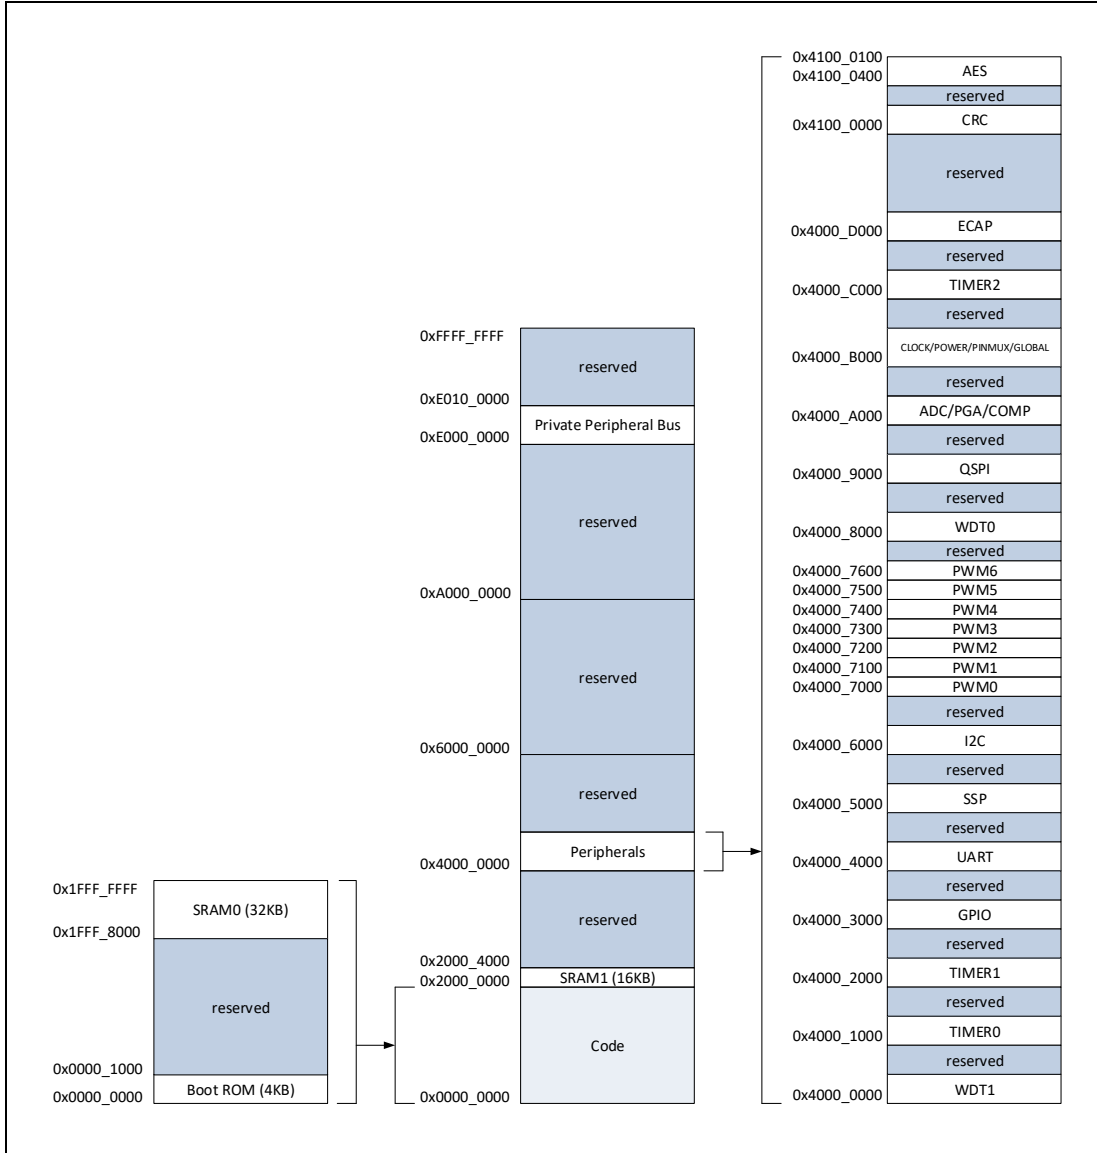 0x4100_0100
0x4100_0400 AES
reserved
0x4100_0000 CRC
reserved
0x4000_D000 ECAP
reserved
0x4000_C000 TIMER2
reserved
0x4000_B000 CLOCK/POWER/PINMUX/GLOBAL
reserved
0x4000_A000 ADC/PGA/COMP
reserved
0x4000_9000 QSPI
reserved
0x4000_8000 WDT0
reserved
0x4000_7600 PWM6
0x4000_7500 PWM5
0x4000_7400 PWM4
0x4000_7300 PWM3
0x4000_7200 PWM2
0x4000_7100 PWM1
0x4000_7000 PWM0
reserved
0x4000_6000 I2C
reserved
0x4000_5000 SSP
reserved
0x4000_4000 UART
reserved
0x4000_3000 GPIO
reserved
0x4000_2000 TIMER1
reserved
0x4000_1000 TIMER0
reserved
0x4000_0000 WDT1
0xFFFF_FFFF
reserved
0xE010_0000
Private Peripheral Bus
0xE000_0000
reserved
0xA000_0000
reserved
0x6000_0000
reserved
Peripherals
0x4000_0000
reserved
0x2000_4000
0x2000_0000 SRAM1 (16KB)
Code
0x0000_0000
0x1FFF_FFFF
SRAM0 (32KB)
0x1FFF_8000
reserved
0x0000_1000
Boot ROM (4KB)
0x0000_0000